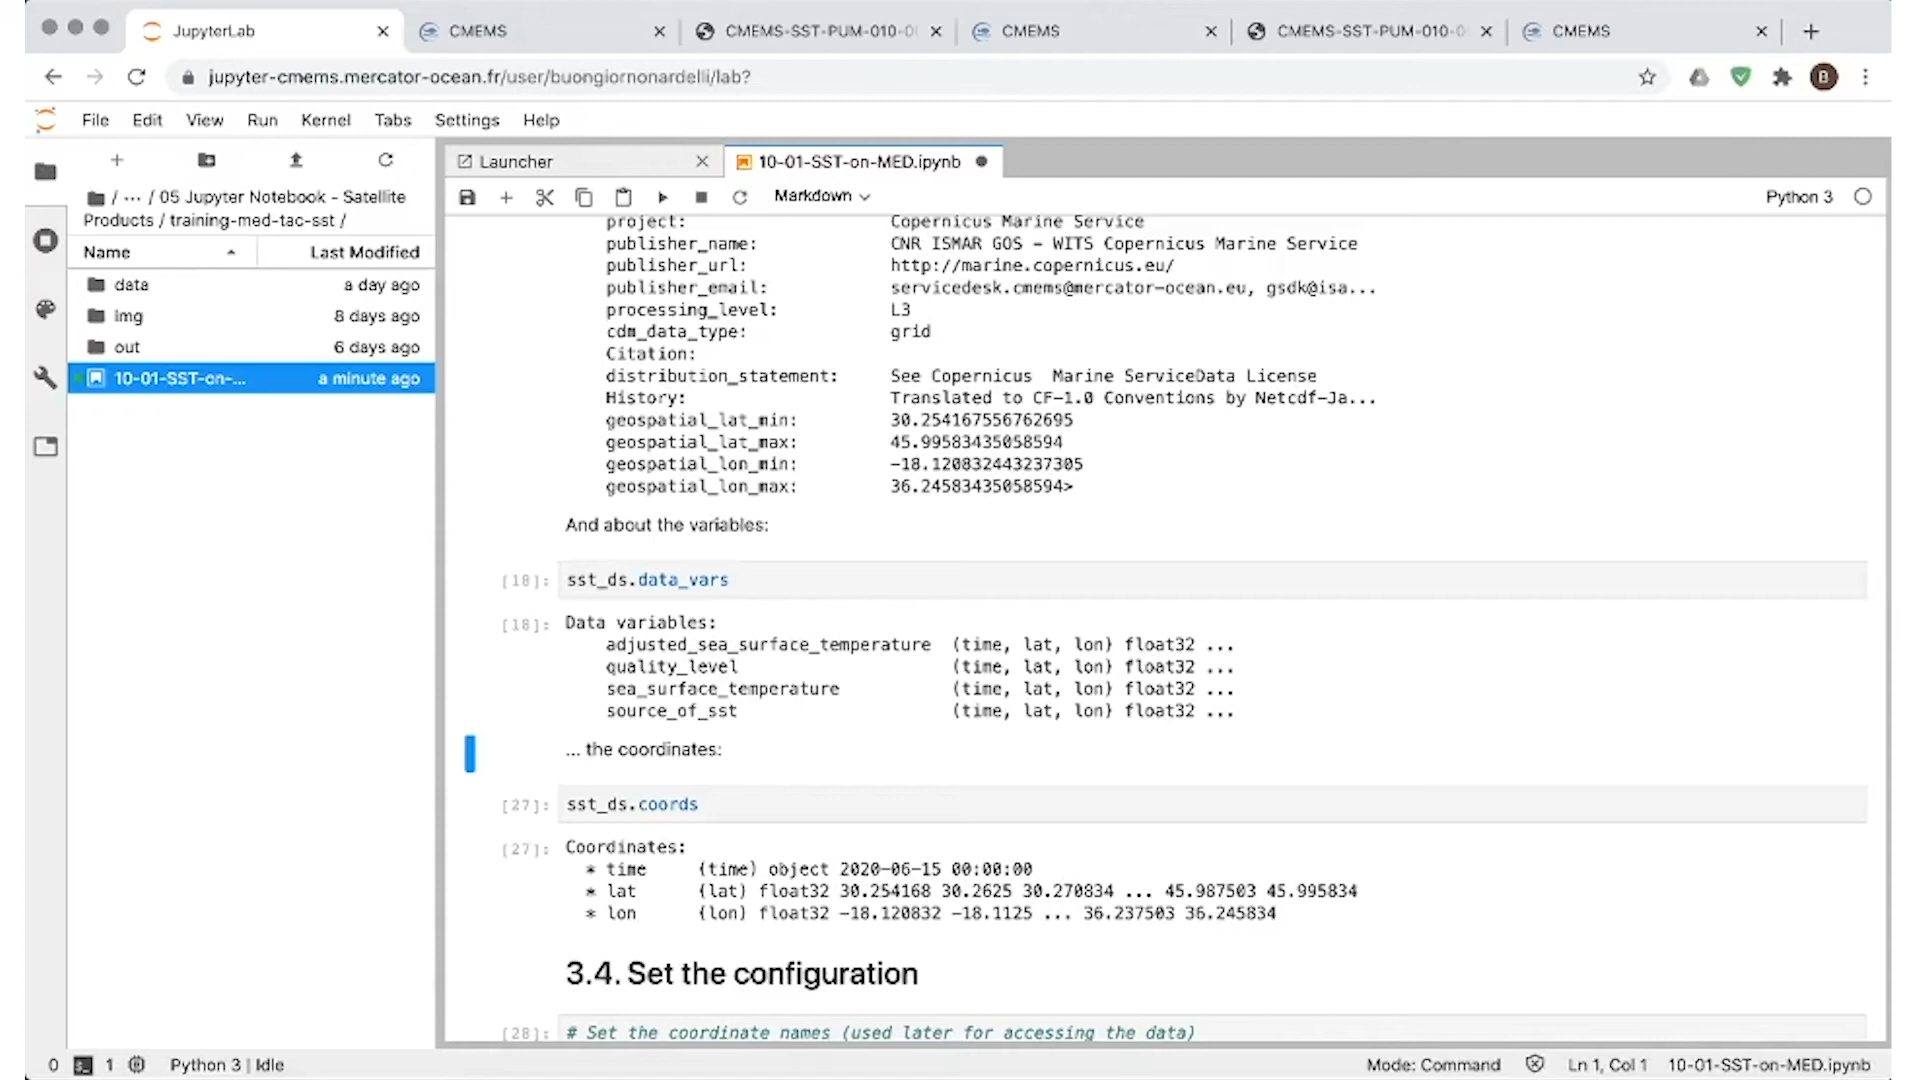 JupyterLab
CMEMS
CMEMS-SST-PUM-010-0
CMEMS
CMEMS-SST-PUM-010-0
CMEMS
jupyter-cmems.mercator-ocean.fr/user/buongiornonardelli/lab?
B
File Edit View Run Kernel Tabs Settings Help
/ ··· / 05 Jupyter Notebook - Satellite
Products / training-med-tac-sst /
Name Last Modified
data a day ago
img 8 days ago
out 6 days ago
10-01-SST-on-... a minute ago
Launcher
10-01-SST-on-MED.ipynb
Markdown
Python 3
project: Copernicus Marine Service
publisher_name: CNR ISMAR GOS - WITS Copernicus Marine Service
publisher_url: http://marine.copernicus.eu/
publisher_email: servicedesk.cmems@mercator-ocean.eu, gsdk@isa...
processing_level: L3
cdm_data_type: grid
Citation:
distribution_statement: See Copernicus  Marine ServiceData License
History: Translated to CF-1.0 Conventions by Netcdf-Ja...
geospatial_lat_min: 30.254167556762695
geospatial_lat_max: 45.99583435058594
geospatial_lon_min: -18.120832443237305
geospatial_lon_max: 36.24583435058594>
And about the variables:
[18]: sst_ds.data_vars
[18]: Data variables:
adjusted_sea_surface_temperature (time, lat, lon) float32 ...
quality_level (time, lat, lon) float32 ...
sea_surface_temperature (time, lat, lon) float32 ...
source_of_sst (time, lat, lon) float32 ...
... the coordinates:
[27]: sst_ds.coords
[27]: Coordinates:
* time (time) object 2020-06-15 00:00:00
* lat (lat) float32 30.254168 30.2625 30.270834 ... 45.987503 45.995834
* lon (lon) float32 -18.120832 -18.1125 ... 36.237503 36.245834
3.4. Set the configuration
[28]: # Set the coordinate names (used later for accessing the data)
0 1 Python 3 | Idle
Mode: Command Ln 1, Col 1 10-01-SST-on-MED.ipynb